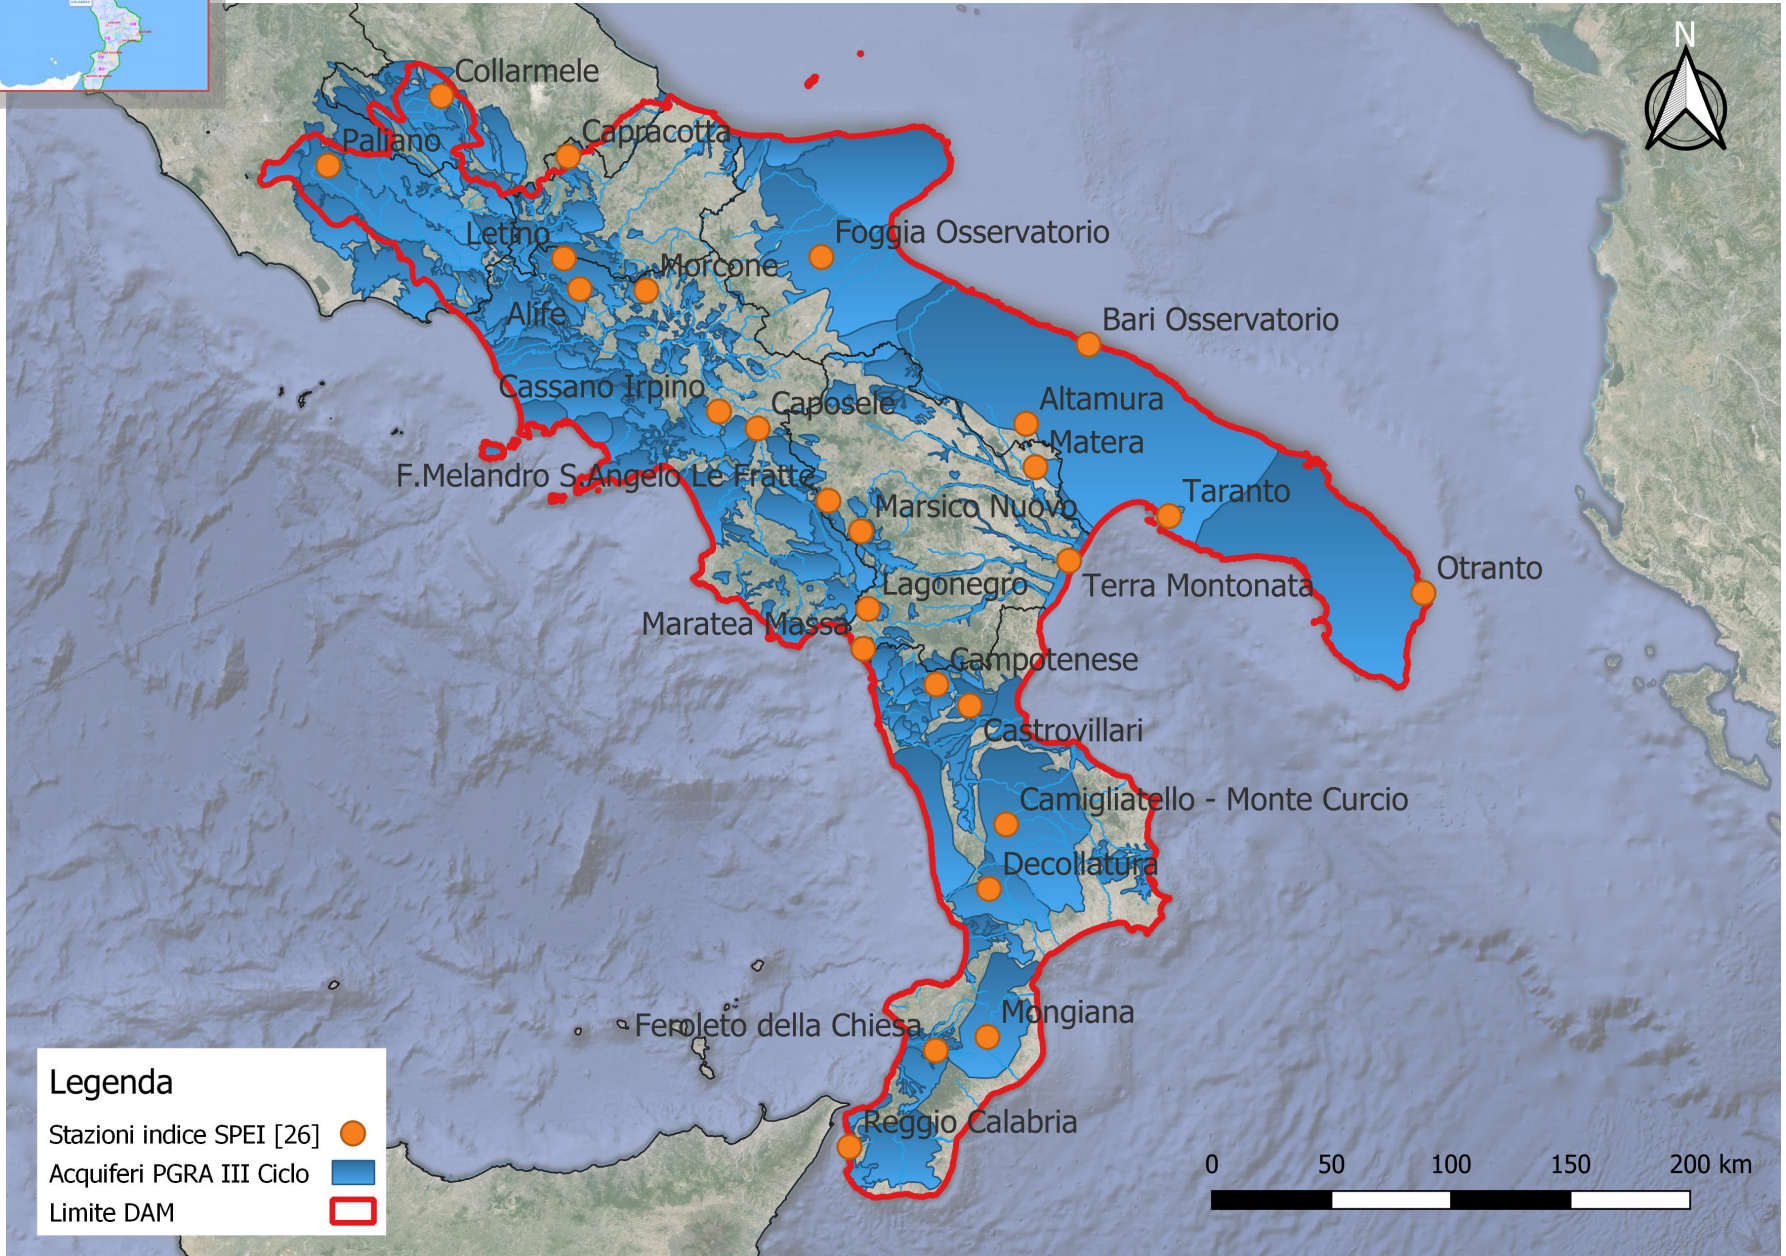 N
Collarmele
Capracotta
Paliano
Letino
Foggia Osservatorio
Morcone
Alife
Bari Osservatorio
Cassano Irpino
Caposele
Altamura
Matera
F.Melandro S.Angelo Le Fratte
Marsico Nuovo
Taranto
Otranto
Lagonegro
Terra Montonata
Maratea Massa
Campotenese
Castrovillari
Camigliatello - Monte Curcio
Decollatura
Mongiana
Feroleto della Chiesa
Reggio Calabria
Legenda
Stazioni indice SPEI [26]
Acquiferi PGRA III Ciclo
Limite DAM
0 50 100 150 200 km